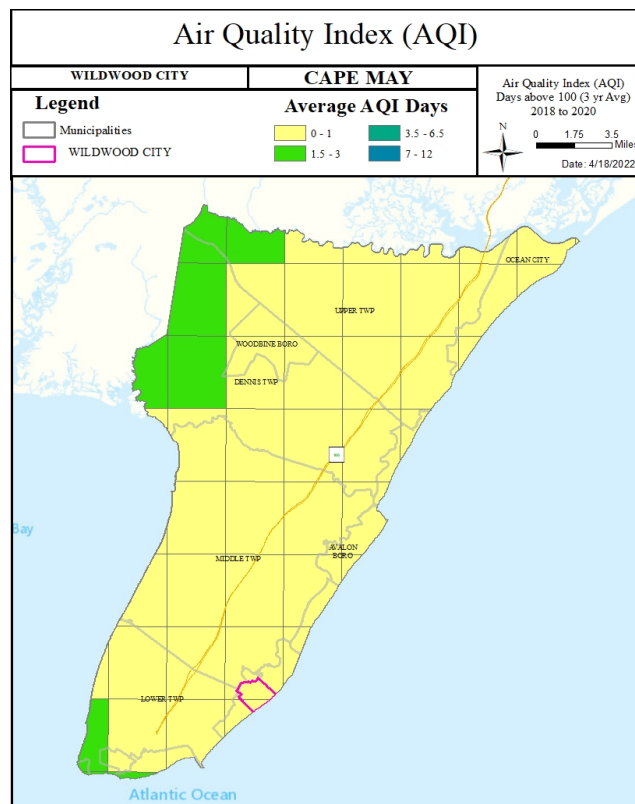 Air Quality Index (AQI)
WILDWOOD CITY
CAPE MAY
Legend
Municipalities
WILDWOOD CITY
Average AQI Days
0 - 1
1.5 - 3
3.5 - 6.5
7 - 12
Air Quality Index (AQI)
Days above 100 (3 yr Avg)
2018 to 2020
N
0 1.75 3.5
Miles
Date: 4/18/2022
OCEAN CITY
UPPER TWP
WOODBINE BORO
DENNIS TWP
Bay
AVALON
BORO
MIDDLE TWP
LOWER TWP
Atlantic Ocean